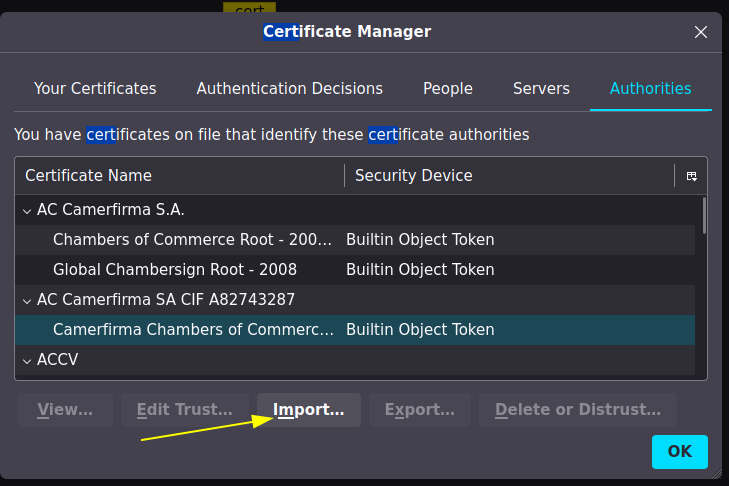 cert
Certificate Manager
Your Certificates Authentication Decisions People Servers Authorities
You have certificates on file that identify these certificate authorities
Certificate Name Security Device
AC Camerfirma S.A.
Chambers of Commerce Root - 200… Builtin Object Token
Global Chambersign Root - 2008 Builtin Object Token
AC Camerfirma SA CIF A82743287
Camerfirma Chambers of Commerc… Builtin Object Token
ACCV
View… Edit Trust… Import… Export… Delete or Distrust…
OK